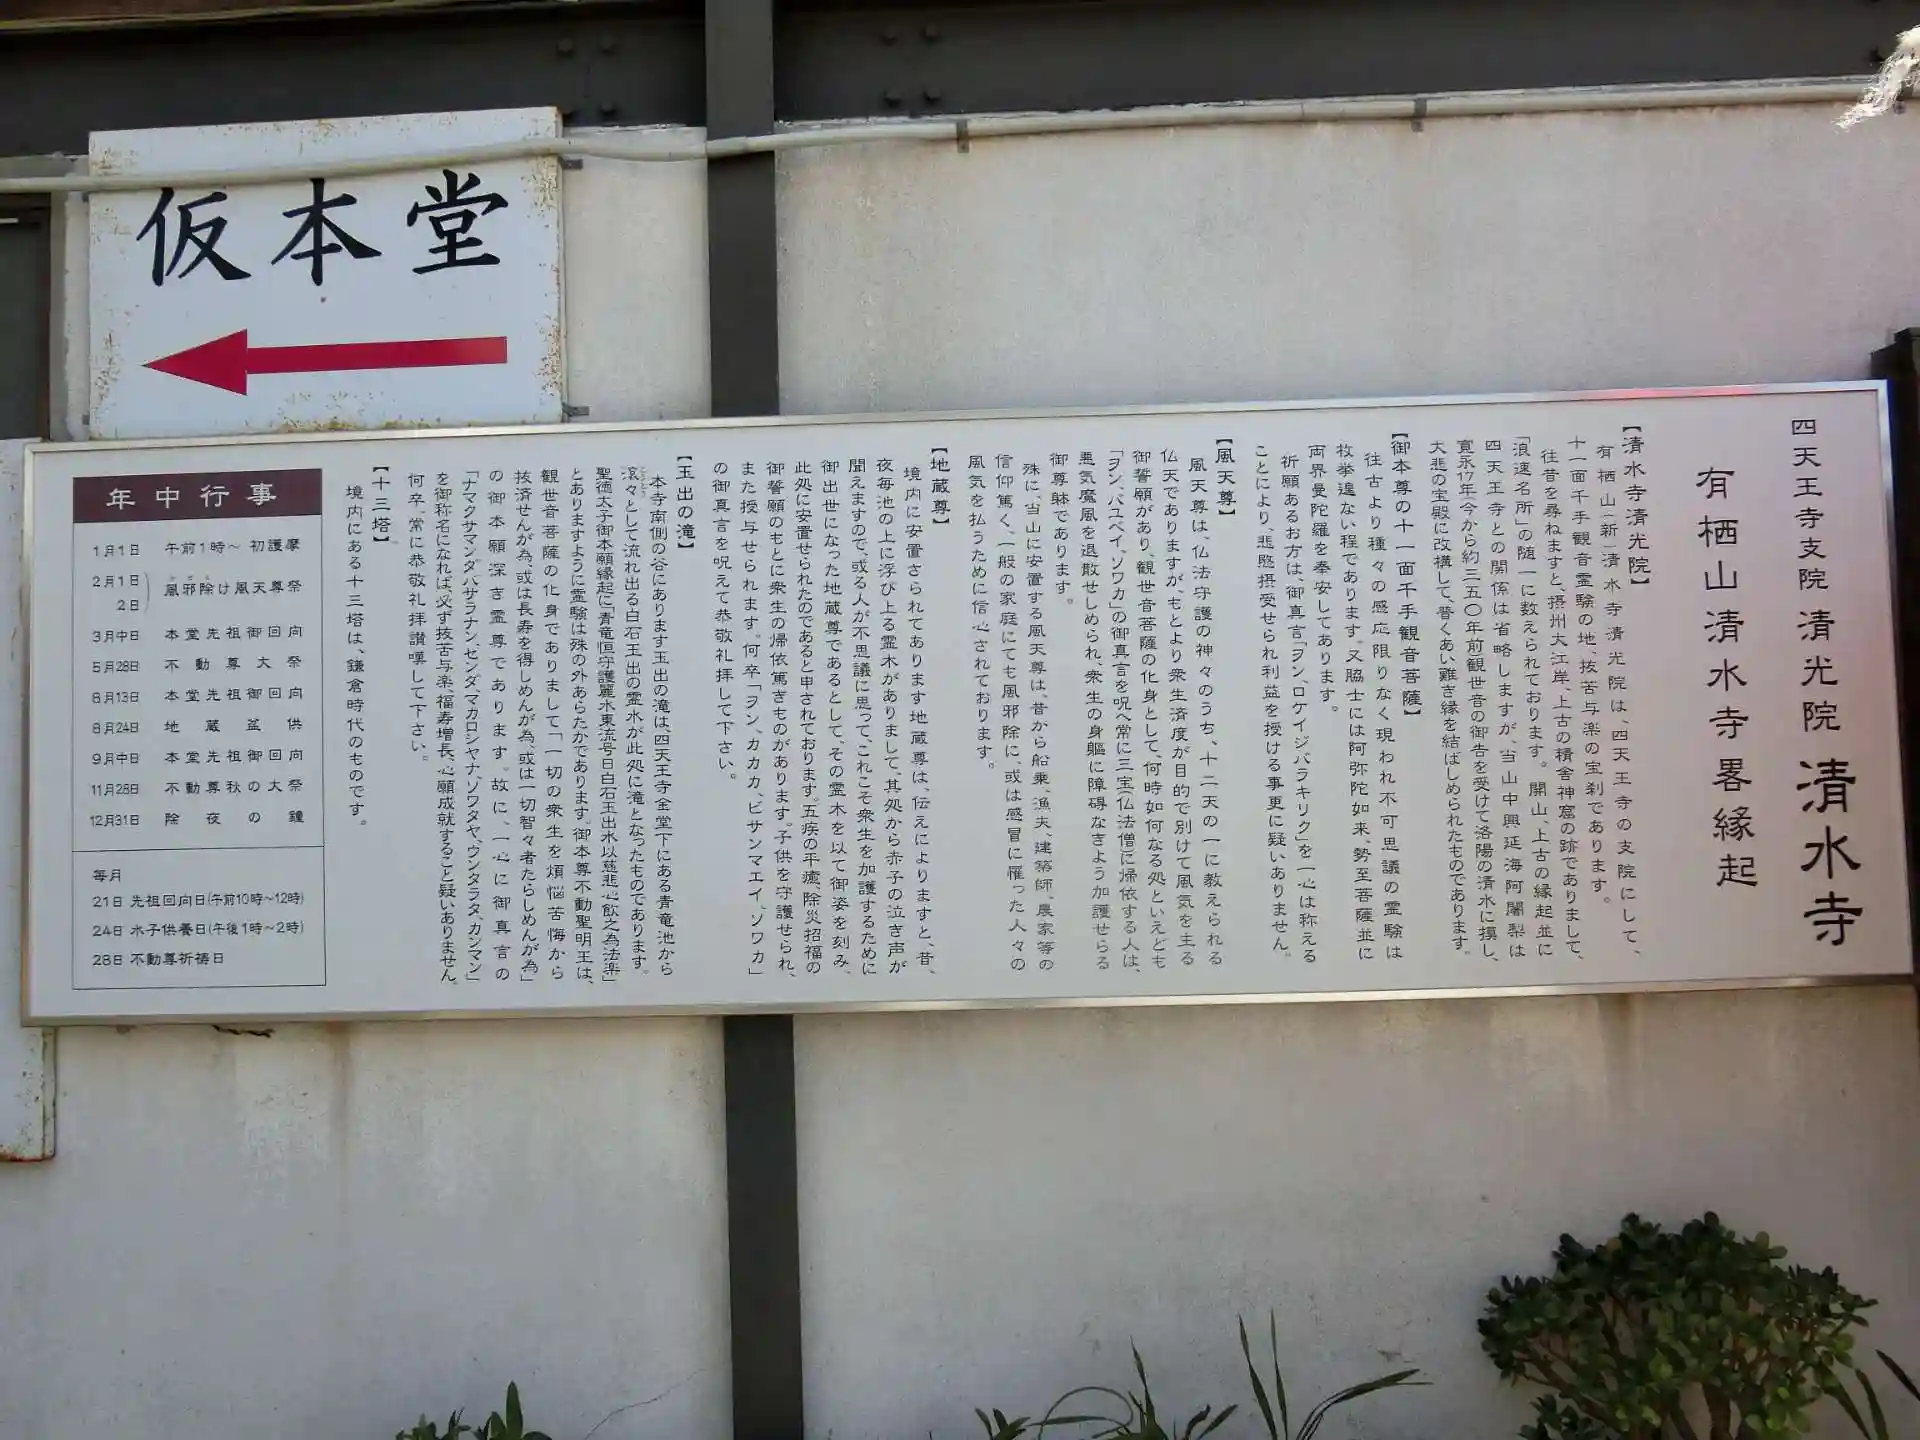 仮本堂
四天王寺支院 清光院 清水寺
有栖山清水寺畧縁起
【清水寺清光院】
有栖山(新)清水寺清光院は、四天王寺の支院にして、
十一面千手観音霊験の地、抜苦与楽の宝刹であります。
往昔を尋ねますと、摂州大江岸、上古の精舎神窟の跡でありまして、
「浪速名所」の随一に数えられております。開山、上古の縁起並に
四天王寺との関係は省略しますが、当山中興延海阿闍梨は
寛永17年(今から約三五〇年前)観世音の御告を受けて洛陽の清水に摸し、
大悲の宝殿に改構して、普くあい難き縁を結ばしめられたものであります。
【御本尊の十一面千手観音菩薩】
往古より種々の感応限りなく現われ不可思議の霊験は
枚挙遑ない程であります。又脇士には阿弥陀如来、勢至菩薩並に
両界曼陀羅を奉安してあります。
祈願あるお方は、御真言「ヲン、ロケイジバラキリク」を一心は称える
ことにより、悲愍摂受せられ利益を授ける事更に疑いありません。
【風天尊】
風天尊は、仏法守護の神々のうち、十二天の一に教えられる
仏天でありますが、もとより衆生済度が目的で別けて風気を主る
御誓願があり、観世音菩薩の化身として、何時如何なる処といえども
「ヲン、バユベイ、ソワカ」の御真言を呪へ常に三宝(仏法僧)に帰依する人は、
悪気魔風を退散せしめられ、衆生の身軀に障碍なきよう加護せらる
御尊躰であります。
殊に、当山に安置する風天尊は、昔から船乗、漁夫、建築師、農家等の
信仰篤く、一般の家庭にても風邪除に、或は感冒に罹った人々の
風気を払うために信心されております。
【地蔵尊】
境内に安置さられてあります地蔵尊は、伝えによりますと、昔、
夜毎池の上に浮び上る霊木がありまして、其処から赤子の泣き声が
聞えますので、或る人が不思議に思って、これこそ衆生を加護するために
御出世になった地蔵尊であるとして、その霊木を以て御姿を刻み、
此処に安置せられたのであると申されております。五疾の平癒、除災招福の
御誓願のもとに衆生の帰依篤きものがあります。子供を守護せられ、
また授与せられます。何卒「ヲン、カカカ、ビサンマエイ、ソワカ」
の御真言を呪えて恭敬礼拝して下さい。
【玉出の滝】
本寺南側の谷にあります玉出の滝は、四天王寺金堂下にある青竜池から
滾々として流れ出る白石玉出の霊水が此処に滝となったものであります。
聖徳太子御本願縁起に「青竜恒守護麗水東流号日白石玉出水以慈悲心飲之為法楽」
とありますように霊験は殊の外あらたかであります。御本尊不動聖明王は、
観世音菩薩の化身でありまして「一切の衆生を煩悩苦悔から
抜済せんが為、或は長寿を得しめんが為、或は一切智々者たらしめんが為」
の御本願深き霊尊であります。故に、一心に御真言の
「ナマクサマンダバサラナン、センダ、マカロシヤナ、ソワタヤ、ウンタラタ、カンマン」
を御称名になれば、必ず抜苦与楽、福寿増長、心願成就すること疑いありません。
何卒、常に恭敬礼拝讃嘆して下さい。
【十三塔】
境内にある十三塔は、鎌倉時代のものです。
年中行事
1月1日 午前1時〜 初護摩
2月1日
2日 風邪除け風天尊祭
3月中日 本堂先祖御回向
5月28日 不動尊大祭
8月13日 本堂先祖御回向
8月24日 地蔵盆供
9月中日 本堂先祖御回向
11月28日 不動尊秋の大祭
12月31日 除夜の鐘
毎月
21日 先祖回向日(午前10時〜12時)
24日 水子供養日(午後1時〜2時)
28日 不動尊祈祷日